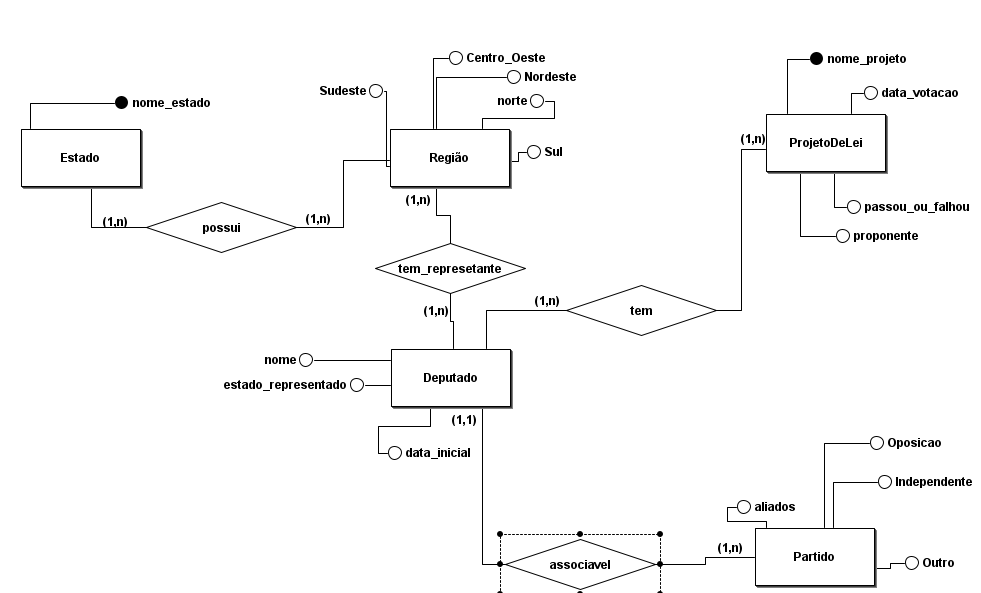 Centro_Oeste
nome_projeto
Nordeste
Sudeste
data_votacao
norte
nome_estado
(1,n)
ProjetoDeLei
Sul
Estado
Região
(1,n)
passou_ou_falhou
(1,n)
(1,n)
possui
proponente
tem_represetante
(1,n)
(1,n)
tem
nome
Deputado
estado_representado
(1,1)
data_inicial
Oposicao
Independente
aliados
(1,n)
Partido
associavel
Outro